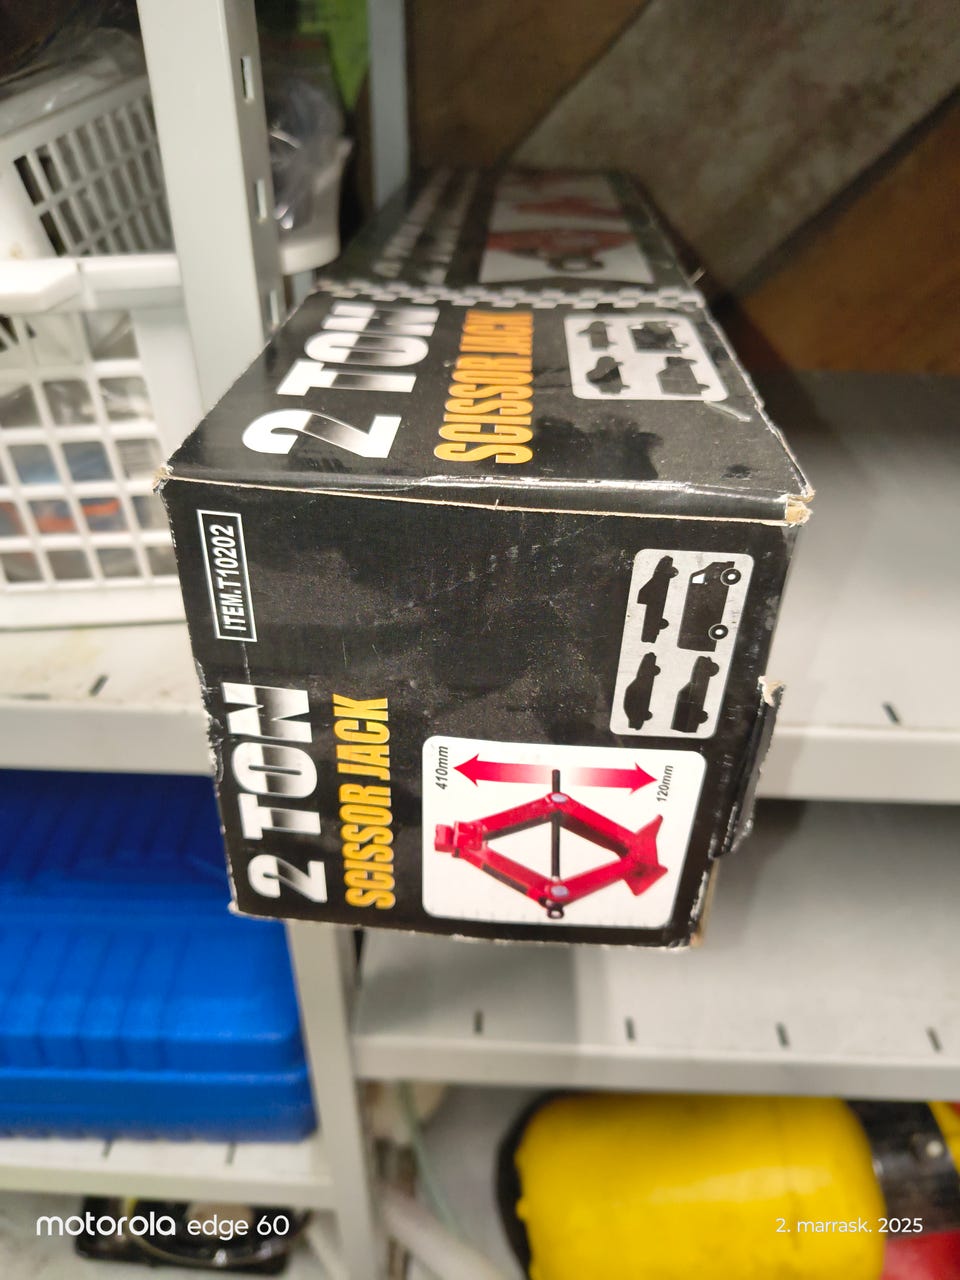 2 TON
SCISSOR JACK
ITEM.T10202
2 TON
SCISSOR JACK
410mm
120mm
motorola edge 60
2. marrask. 2025